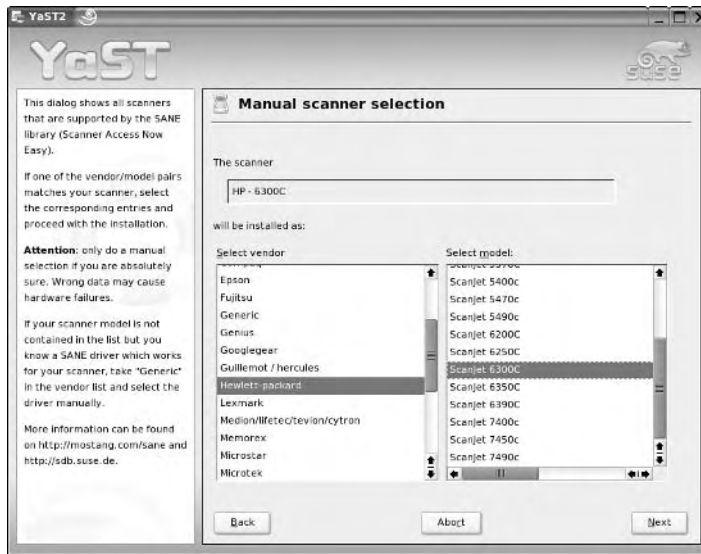 YaST2
YaST
suse
This dialog shows all scanners
that are supported by the SANE
library (Scanner Access Now
Easy).
If one of the vendor/model pairs
matches your scanner, select
the corresponding entries and
proceed with the installation.
Attention: only do a manual
selection if you are absolutely
sure. Wrong data may cause
hardware failures.
If your scanner model is not
contained in the list but you
know a SANE driver which works
for your scanner, take "Generic"
in the vendor list and select the
driver manually.
More information can be found
on http://mostang.com/sane and
http://sdb.suse.de.
Manual scanner selection
The scanner
HP - 6300C
will be installed as:
Select vendor
Epson
Fujitsu
Generic
Genius
Googlegear
Guillemot / hercules
Hewlett-packard
Lexmark
Medion/lifetec/tevion/cytron
Memorex
Microstar
Microtek
Select model:
ScanJet 5400c
ScanJet 5470c
ScanJet 5490c
ScanJet 6200C
ScanJet 6250C
ScanJet 6300C
ScanJet 6350C
ScanJet 6390C
ScanJet 7400c
ScanJet 7450c
ScanJet 7490c
Back
Abort
Next